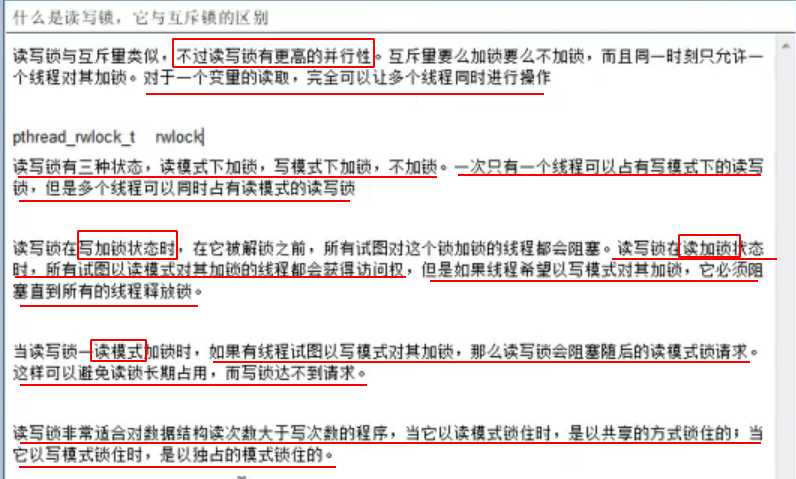 什么是读写锁，它与互斥锁的区别
读写锁与互斥量类似，不过读写锁有更高的并行性。互斥量要么加锁要么不加锁，而且同一时刻只允许一
个线程对其加锁。对于一个变量的读取，完全可以让多个线程同时进行操作
pthread_rwlock_t rwlock
读写锁有三种状态，读模式下加锁，写模式下加锁，不加锁。一次只有一个线程可以占有写模式下的读写
锁，但是多个线程可以同时占有读模式的读写锁
读写锁在写加锁状态时，在它被解锁之前，所有试图对这个锁加锁的线程都会阻塞。读写锁在读加锁状态
时，所有试图以读模式对其加锁的线程都会获得访问权，但是如果线程希望以写模式对其加锁，它必须阻
塞直到所有的线程释放锁。
当读写锁一读模式加锁时，如果有线程试图以写模式对其加锁，那么读写锁会阻塞随后的读模式锁请求。
这样可以避免读锁长期占用，而写锁达不到请求。
读写锁非常适合对数据结构读次数大于写次数的程序，当它以读模式锁住时，是以共享的方式锁住的；当
它以写模式锁住时，是以独占的模式锁住的。